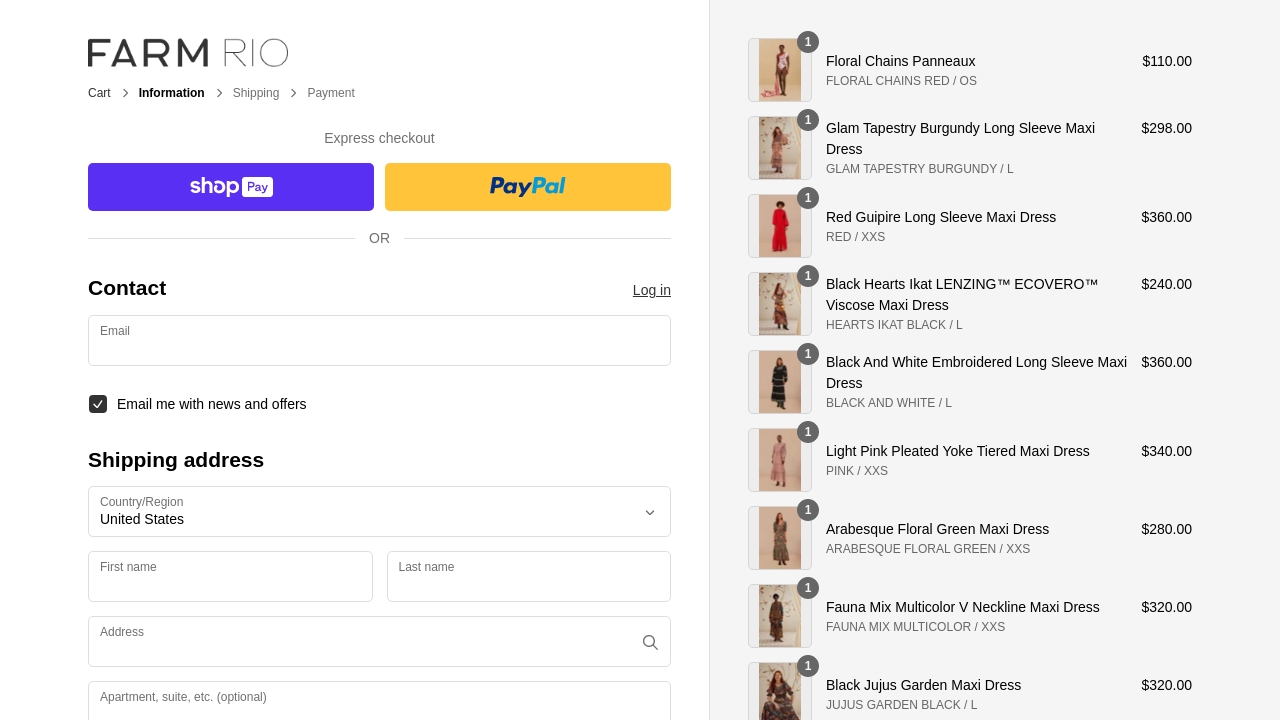 FARM RIO
Cart > Information > Shipping > Payment
Express checkout
shop Pay
PayPal
OR
Contact
Log in
Email
Email me with news and offers
Shipping address
Country/Region
United States
First name
Last name
Address
Apartment, suite, etc. (optional)
1
Floral Chains Panneaux
$110.00
FLORAL CHAINS RED / OS
1
Glam Tapestry Burgundy Long Sleeve Maxi
$298.00
Dress
GLAM TAPESTRY BURGUNDY / L
1
Red Guipire Long Sleeve Maxi Dress
$360.00
RED / XXS
1
Black Hearts Ikat LENZING™ ECOVERO™
$240.00
Viscose Maxi Dress
HEARTS IKAT BLACK / L
1
Black And White Embroidered Long Sleeve Maxi
$360.00
Dress
BLACK AND WHITE / L
1
Light Pink Pleated Yoke Tiered Maxi Dress
$340.00
PINK / XXS
1
Arabesque Floral Green Maxi Dress
$280.00
ARABESQUE FLORAL GREEN / XXS
1
Fauna Mix Multicolor V Neckline Maxi Dress
$320.00
FAUNA MIX MULTICOLOR / XXS
1
Black Jujus Garden Maxi Dress
$320.00
JUJUS GARDEN BLACK / L